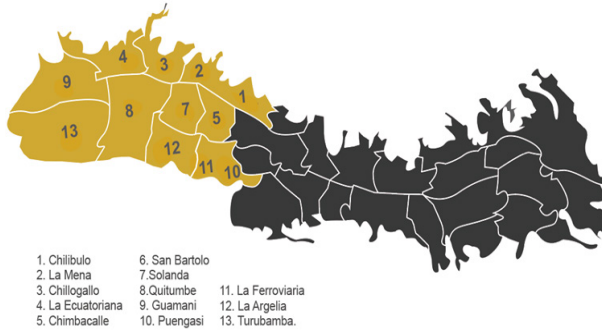 4
3
2
9
1
7
5
8
13
12
11
10
1. Chilibulo
2. La Mena
3. Chillogallo
4. La Ecuatoriana
5. Chimbacalle
6. San Bartolo
7.Solanda
8.Quitumbe
9. Guamani
10. Puengasi
11. La Ferroviaria
12. La Argelia
13. Turubamba.